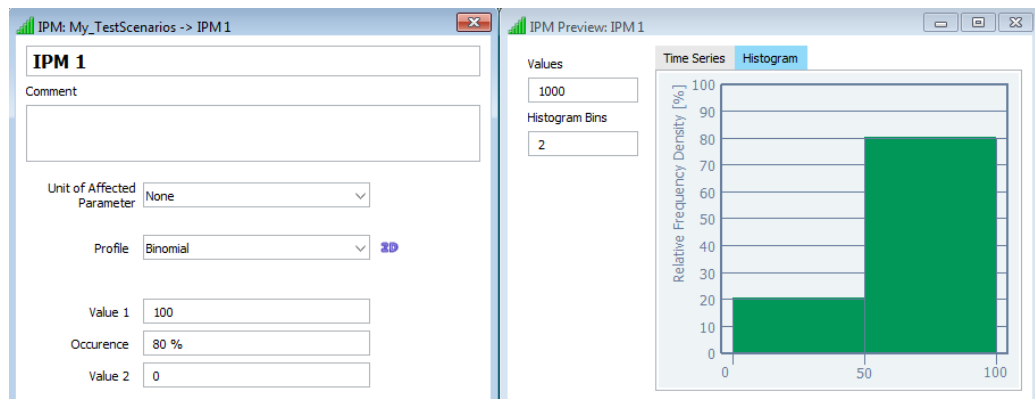 IPM: My_TestScenarios -> IPM 1
IPM 1
Comment
Unit of Affected
Parameter
None
Profile
Binomial
2D
Value 1
100
Occurence
80 %
Value 2
0
IPM Preview: IPM 1
Values
1000
Histogram Bins
2
Time Series
Histogram
Relative Frequency Density [%]
100
90
80
70
60
50
40
30
20
10
0
0
50
100